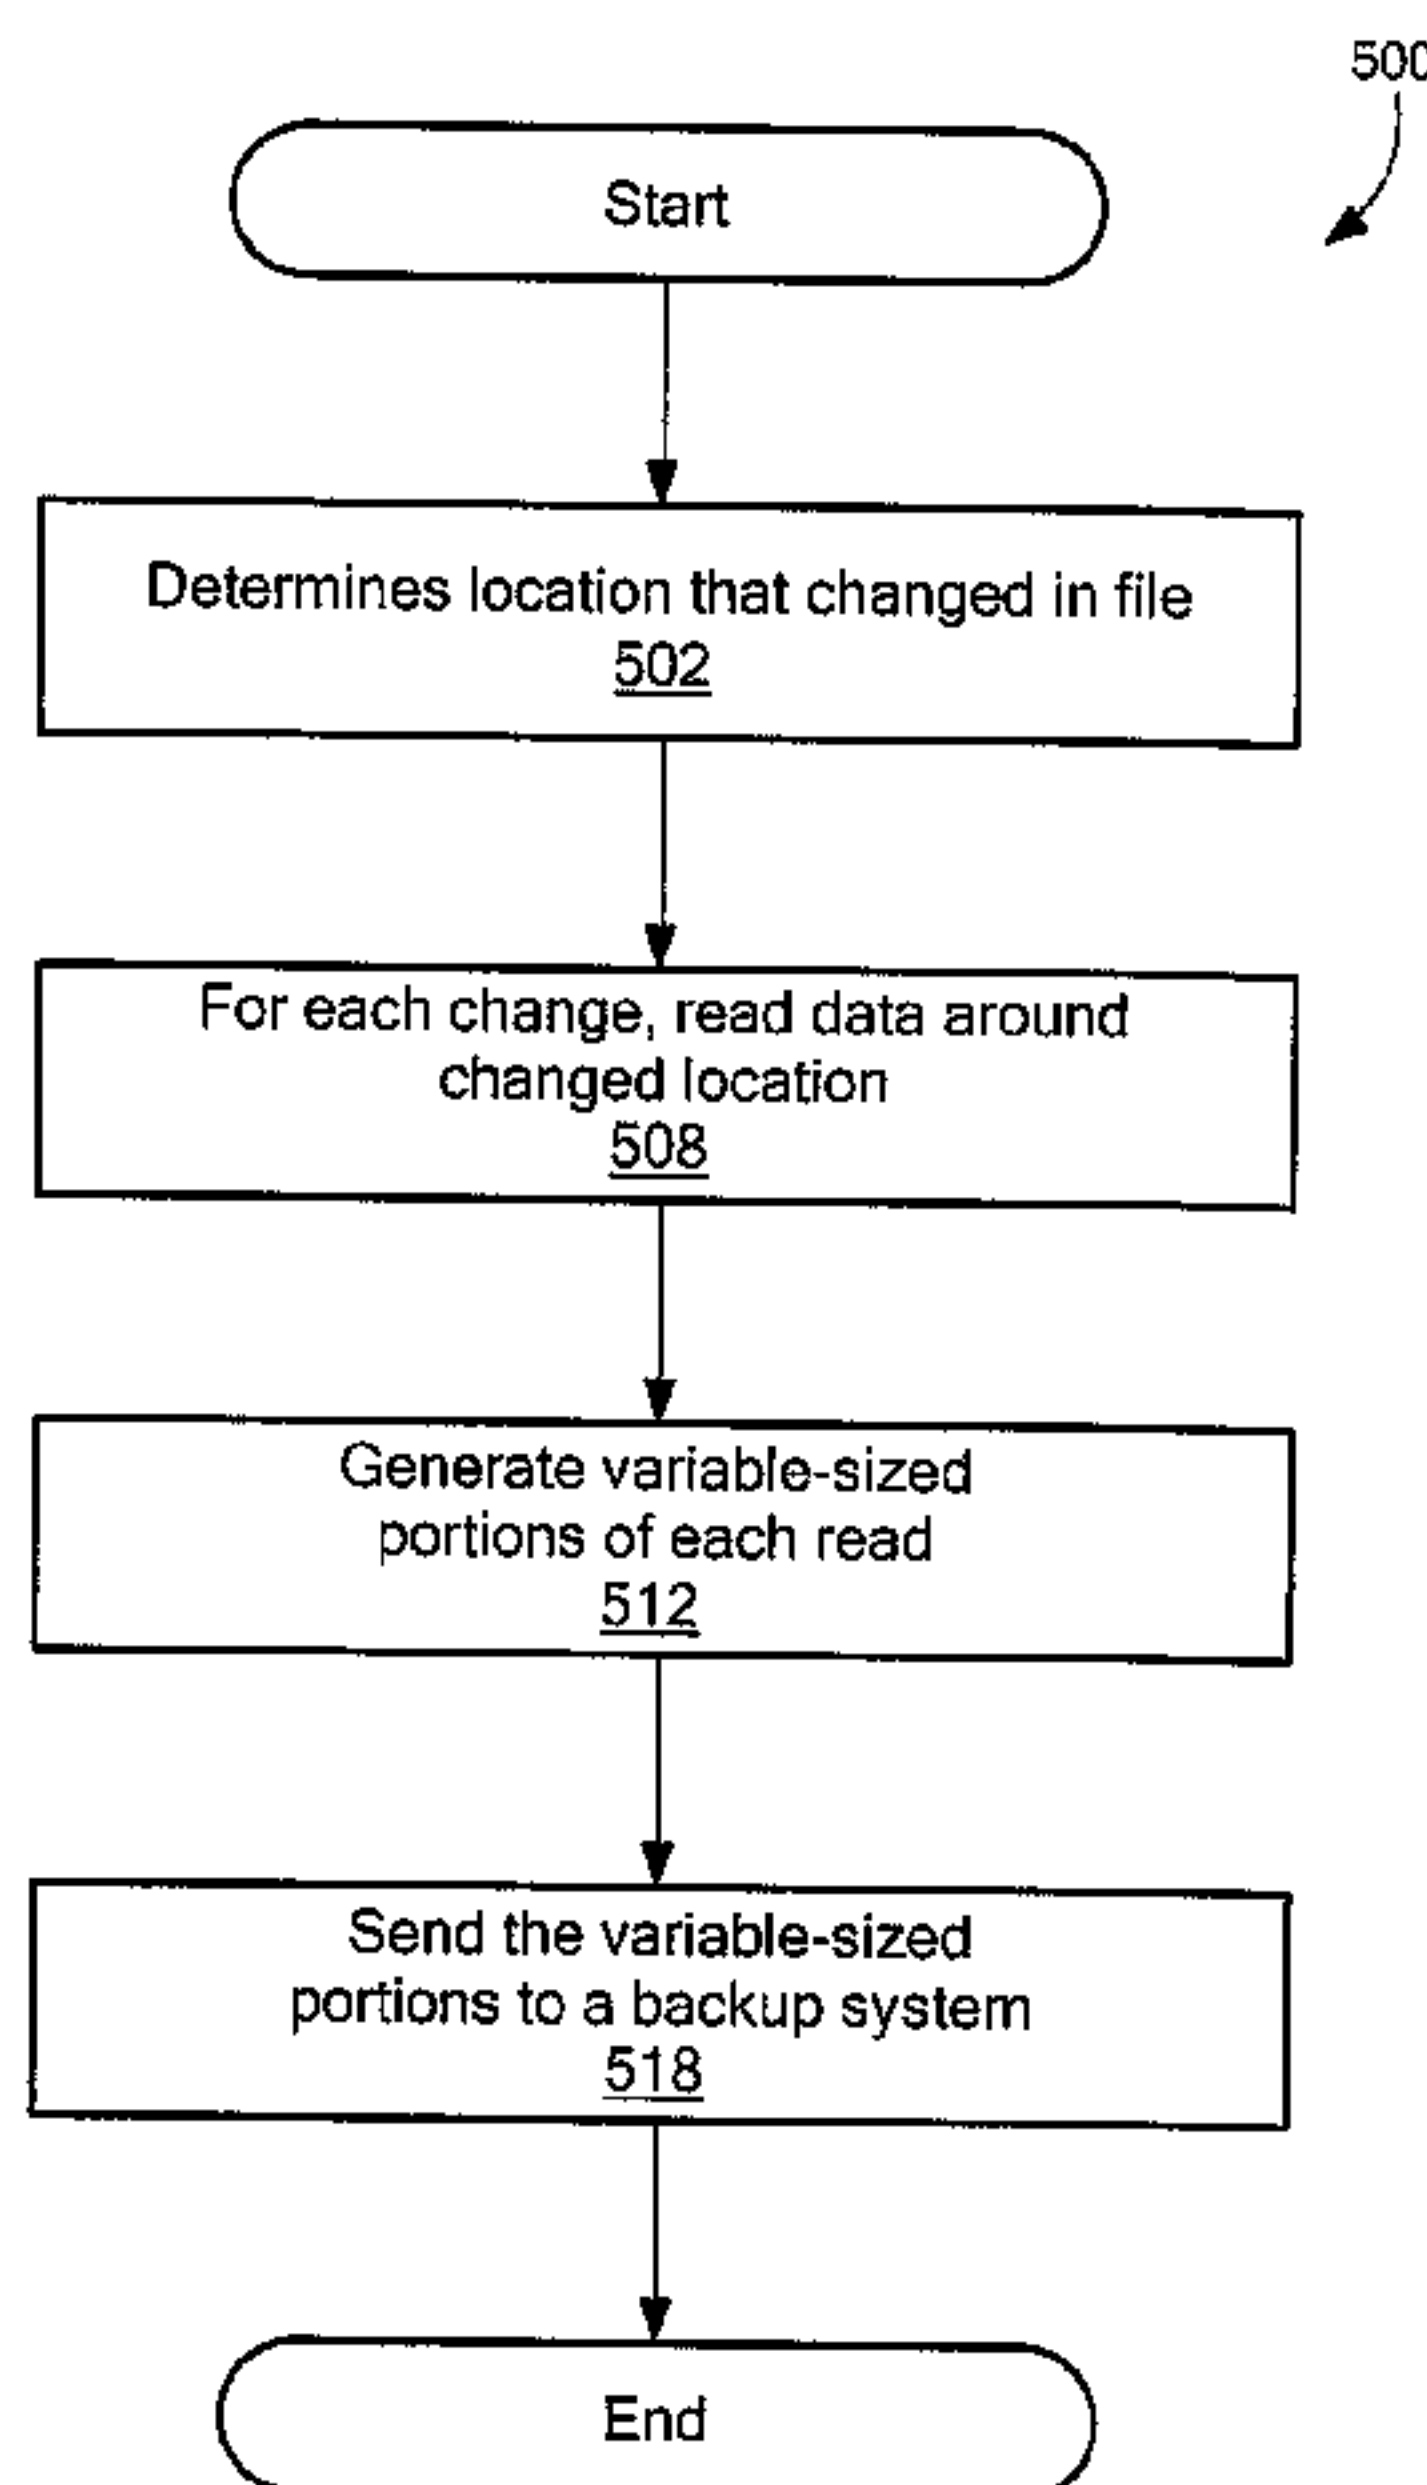 500
Start
Determines location that changed in file
502
For each change, read data around
changed location
508
Generate variable-sized
portions of each read
512
Send the variable-sized
portions to a backup system
518
End